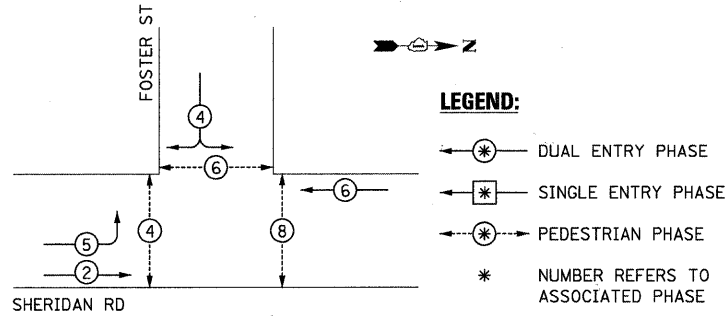 FOSTER ST
N
4
6
6
5
4
8
2
SHERIDAN RD
LEGEND:
* DUAL ENTRY PHASE
* SINGLE ENTRY PHASE
* PEDESTRIAN PHASE
* NUMBER REFERS TO
ASSOCIATED PHASE